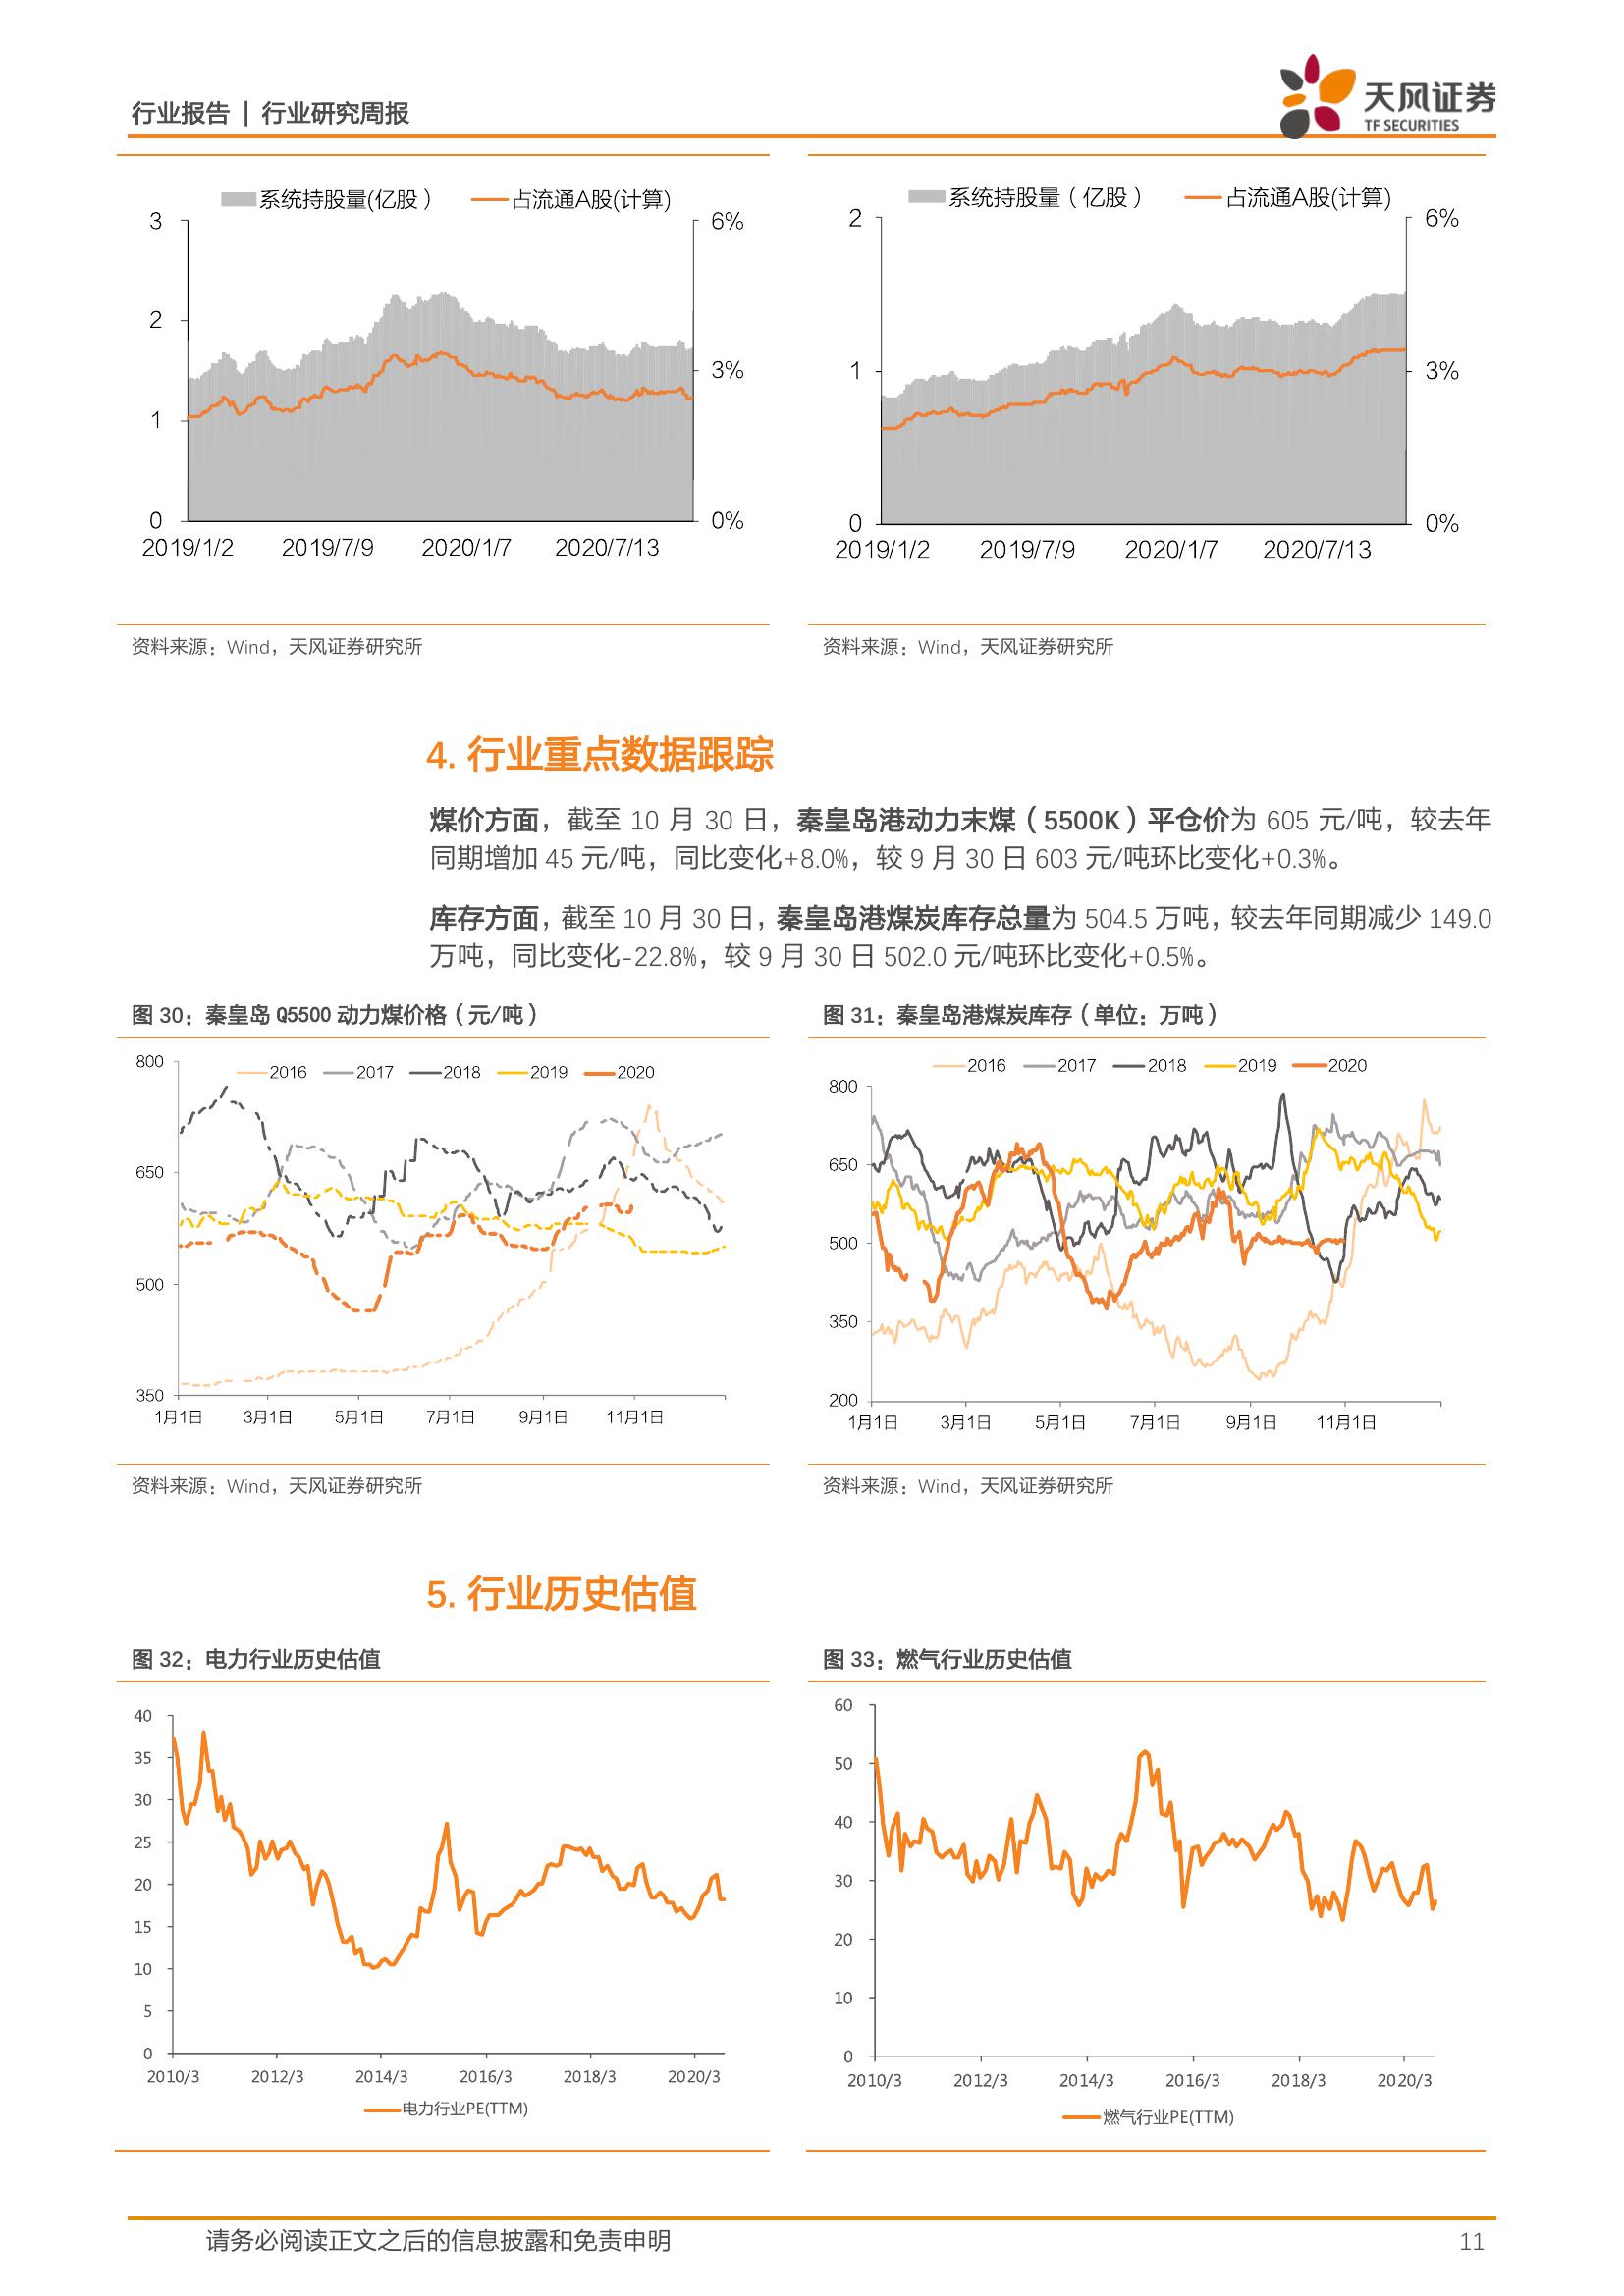 行业报告 | 行业研究周报
天风证券
TF SECURITIES
系统持股量(亿股）
占流通A股(计算)
3
2
1
0
6%
3%
0%
2019/1/2
2019/7/9
2020/1/7
2020/7/13
系统持股量（亿股）
占流通A股(计算)
2
1
0
6%
3%
0%
2019/1/2
2019/7/9
2020/1/7
2020/7/13
资料来源：Wind，天风证券研究所
资料来源：Wind，天风证券研究所
4. 行业重点数据跟踪
煤价方面，截至 10 月 30 日，秦皇岛港动力末煤（5500K）平仓价为 605 元/吨，较去年
同期增加 45 元/吨，同比变化+8.0%，较 9 月 30 日 603 元/吨环比变化+0.3%。
库存方面，截至 10 月 30 日，秦皇岛港煤炭库存总量为 504.5 万吨，较去年同期减少 149.0
万吨，同比变化-22.8%，较 9 月 30 日 502.0 元/吨环比变化+0.5%。
图 30：秦皇岛 Q5500 动力煤价格（元/吨）
2016
2017
2018
2019
2020
800
650
500
350
1月1日
3月1日
5月1日
7月1日
9月1日
11月1日
图 31：秦皇岛港煤炭库存（单位：万吨）
2016
2017
2018
2019
2020
800
650
500
350
200
1月1日
3月1日
5月1日
7月1日
9月1日
11月1日
资料来源：Wind，天风证券研究所
资料来源：Wind，天风证券研究所
5. 行业历史估值
图 32：电力行业历史估值
40
35
30
25
20
15
10
5
0
2010/3
2012/3
2014/3
2016/3
2018/3
2020/3
电力行业PE(TTM)
图 33：燃气行业历史估值
60
50
40
30
20
10
0
2010/3
2012/3
2014/3
2016/3
2018/3
2020/3
燃气行业PE(TTM)
请务必阅读正文之后的信息披露和免责申明
11